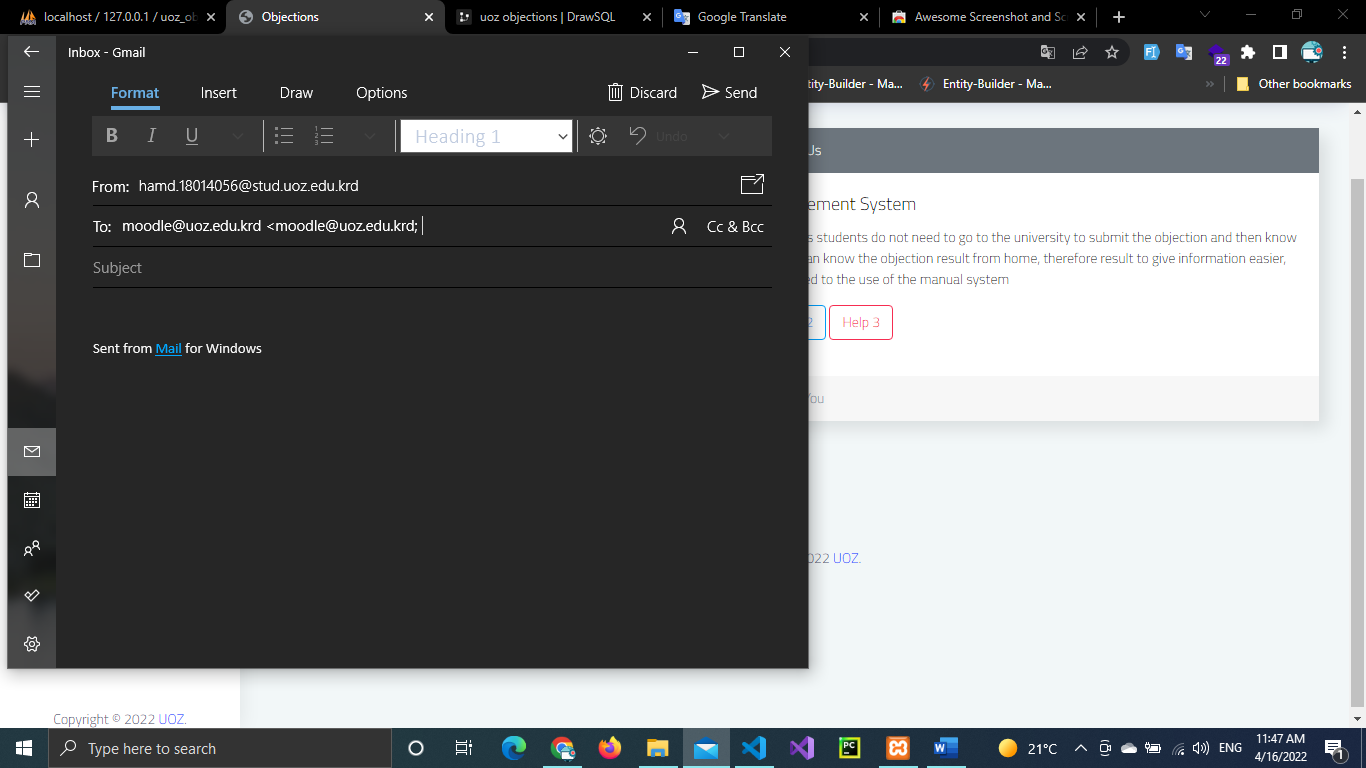 localhost / 127.0.0.1 / uoz_ob
Objections
uoz objections | DrawSQL
Google Translate
Awesome Screenshot and Sc
Inbox - Gmail
22
tity-Builder - Ma...
Entity-Builder - Ma...
»
Other bookmarks
Format
Insert
Draw
Options
Discard
Send
B I U
Heading 1
Undo
From: hamd.18014056@stud.uoz.edu.krd
To: moodle@uoz.edu.krd <moodle@uoz.edu.krd;
Cc & Bcc
Subject
Sent from Mail for Windows
Us
ement System
s students do not need to go to the university to submit the objection and then know
an know the objection result from home, therefore result to give information easier,
ed to the use of the manual system
2
Help 3
You
022 UOZ.
Copyright © 2022 UOZ.
Type here to search
PC
W
21°C
ENG
11:47 AM
4/16/2022
1